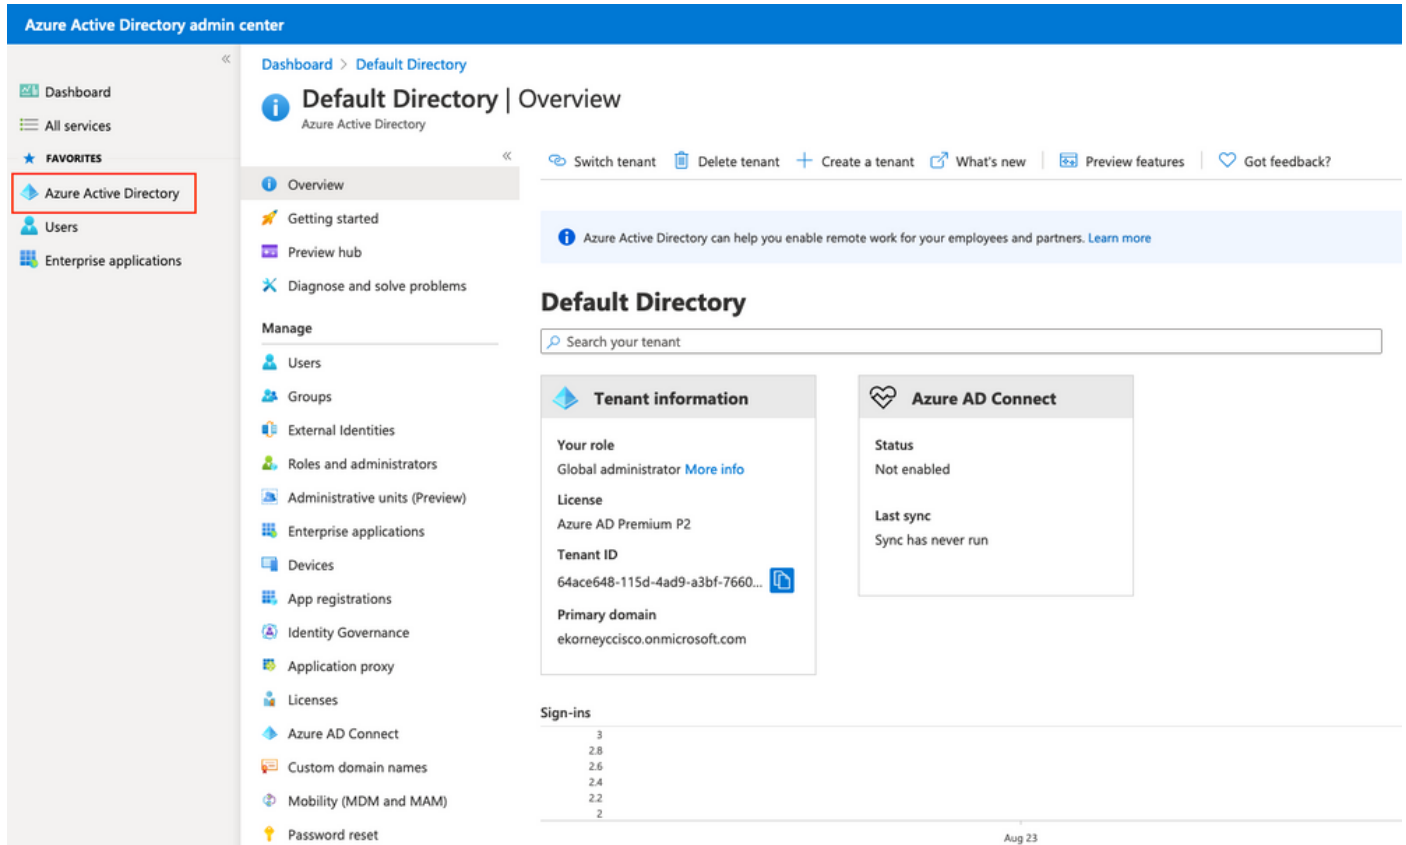 Azure Active Directory admin center
«
Dashboard
All services
FAVORITES
Azure Active Directory
Users
Enterprise applications
Dashboard > Default Directory
Default Directory | Overview
Azure Active Directory
«
Overview
Getting started
Preview hub
Diagnose and solve problems
Manage
Users
Groups
External Identities
Roles and administrators
Administrative units (Preview)
Enterprise applications
Devices
App registrations
Identity Governance
Application proxy
Licenses
Azure AD Connect
Custom domain names
Mobility (MDM and MAM)
Password reset
Switch tenant Delete tenant Create a tenant What's new Preview features Got feedback?
Azure Active Directory can help you enable remote work for your employees and partners. Learn more
Default Directory
Search your tenant
Tenant information
Your role
Global administrator More info
License
Azure AD Premium P2
Tenant ID
64ace648-115d-4ad9-a3bf-7660...
Primary domain
ekorneyccisco.onmicrosoft.com
Azure AD Connect
Status
Not enabled
Last sync
Sync has never run
Sign-ins
3
2.8
2.6
2.4
2.2
2
Aug 23